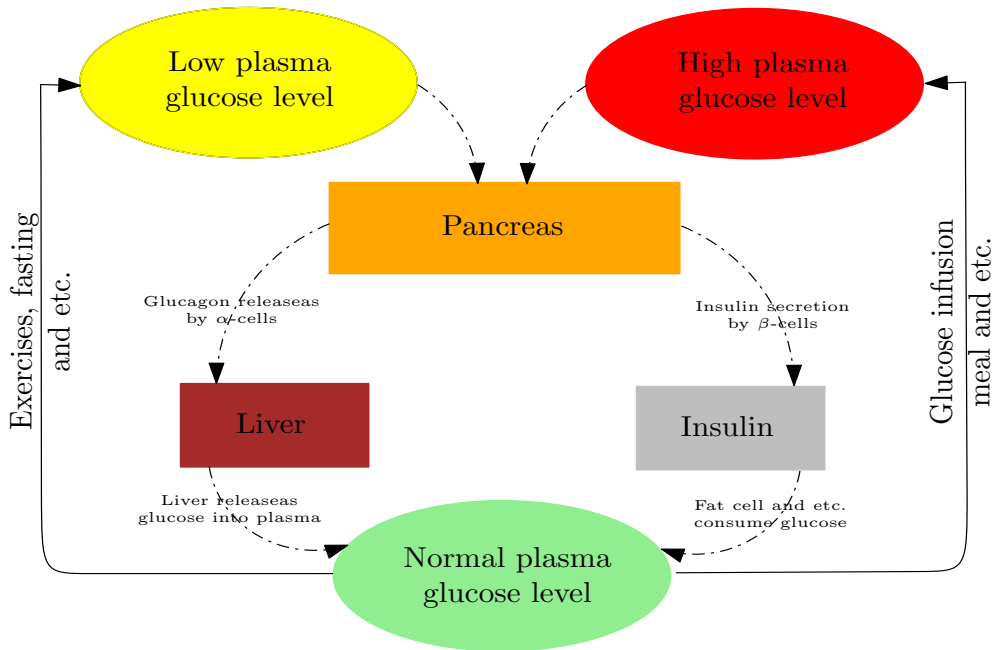 Low plasma
glucose level
High plasma
glucose level
Pancreas
Exercises, fasting
and etc.
Glucagon releaseas
by α-cells
Insulin secretion
by β-cells
Glucose infusion
meal and etc.
Liver
Insulin
Liver releaseas
glucose into plasma
Fat cell and etc.
consume glucose
Normal plasma
glucose level